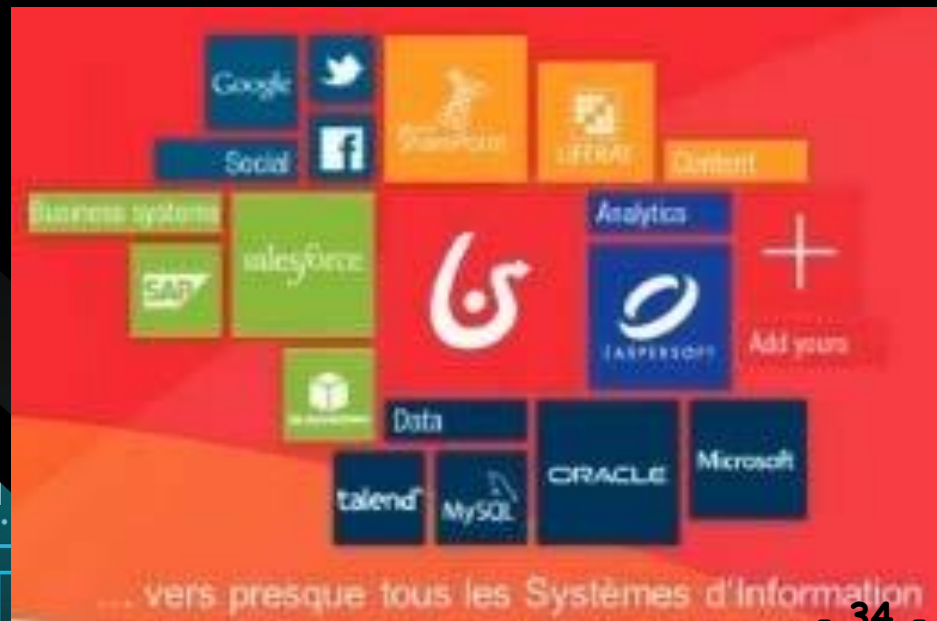 Google
Social
SharePoint
LIFERAY
Content
Business systems
SAP
salesforce
Analytics
JASPERSOFT
Add yours
Data
talend
MySQL
ORACLE
Microsoft
... vers presque tous les Systèmes d'Information
34